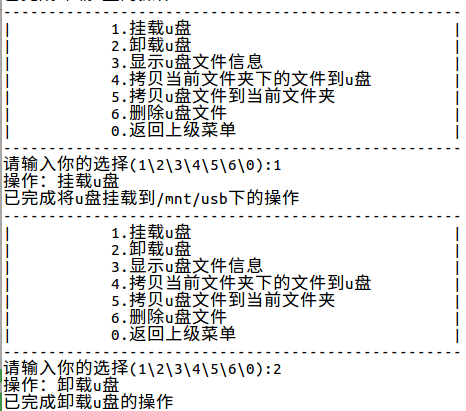 --------------------------------------------------
| 1.挂载u盘 |
| 2.卸载u盘 |
| 3.显示u盘文件信息 |
| 4.拷贝当前文件夹下的文件到u盘 |
| 5.拷贝u盘文件到当前文件夹 |
| 6.删除u盘文件 |
| 0.返回上级菜单 |
--------------------------------------------------
请输入你的选择(1\2\3\4\5\6\0):1
操作：挂载u盘
已完成将u盘挂载到/mnt/usb下的操作
--------------------------------------------------
| 1.挂载u盘 |
| 2.卸载u盘 |
| 3.显示u盘文件信息 |
| 4.拷贝当前文件夹下的文件到u盘 |
| 5.拷贝u盘文件到当前文件夹 |
| 6.删除u盘文件 |
| 0.返回上级菜单 |
--------------------------------------------------
请输入你的选择(1\2\3\4\5\6\0):2
操作：卸载u盘
已完成卸载u盘的操作